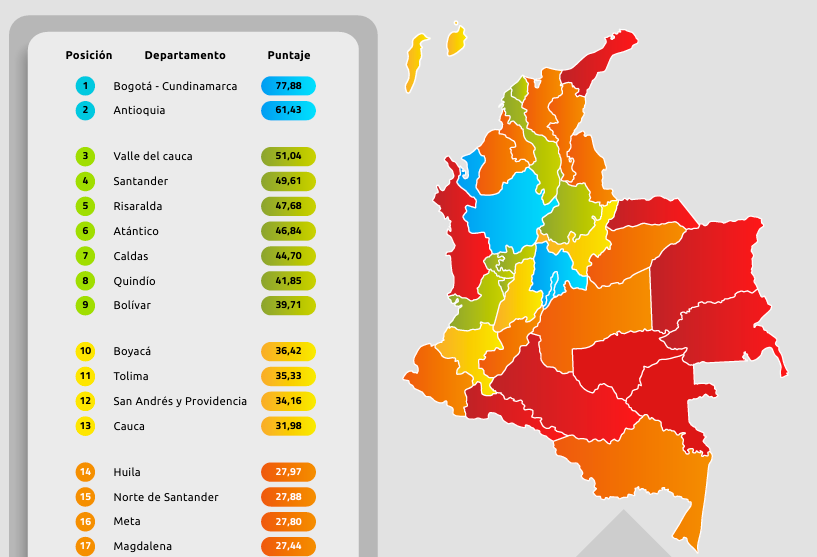 Posición Departamento Puntaje
1 Bogotá - Cundinamarca 77,88
2 Antioquia 61,43
3 Valle del cauca 51,04
4 Santander 49,61
5 Risaralda 47,68
6 Atántico 46,84
7 Caldas 44,70
8 Quindío 41,85
9 Bolívar 39,71
10 Boyacá 36,42
11 Tolima 35,33
12 San Andrés y Providencia 34,16
13 Cauca 31,98
14 Huila 27,97
15 Norte de Santander 27,88
16 Meta 27,80
17 Magdalena 27,44